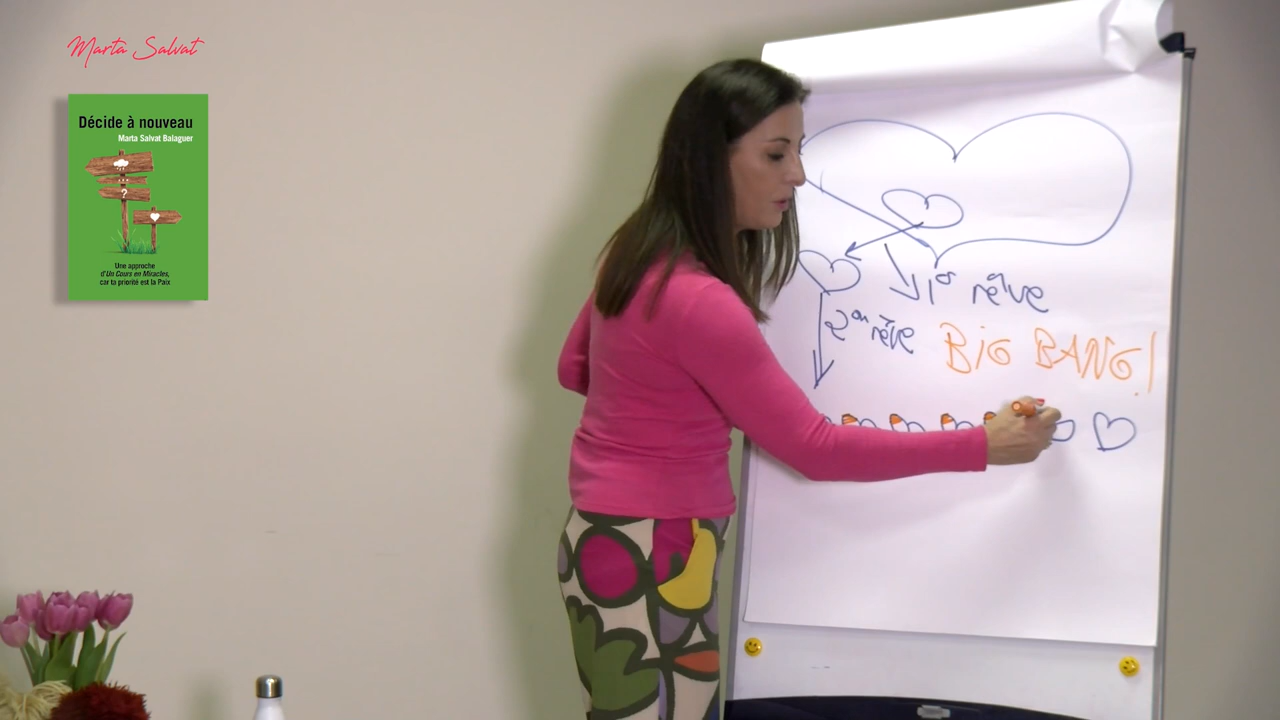 Marta Salvat
Décide à nouveau
Marta Salvat Balaguer
?
Une approche
d'Un Cours en Miracles,
car ta priorité est la Paix
1er rêve
2em rêve
BIG BANG!